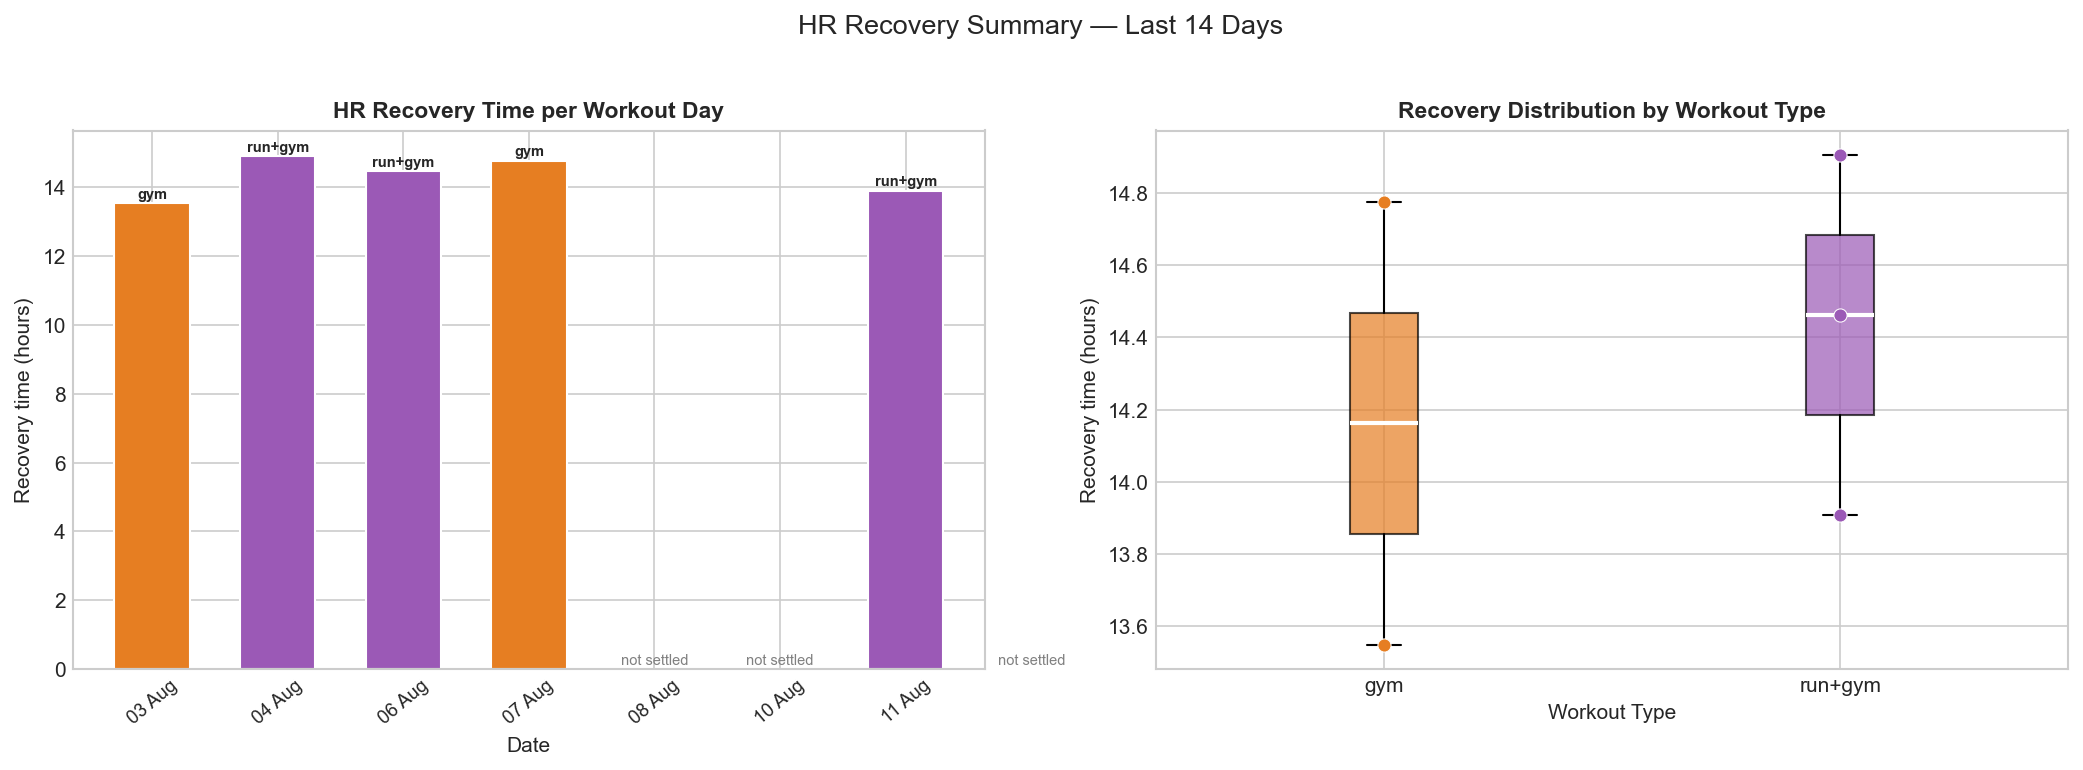 HR Recovery Summary — Last 14 Days
HR Recovery Time per Workout Day
Recovery time (hours)
14
12
10
8
6
4
2
0
gym
run+gym
run+gym
gym
not settled
not settled
run+gym
not settled
03 Aug
04 Aug
06 Aug
07 Aug
08 Aug
10 Aug
11 Aug
Date
Recovery Distribution by Workout Type
Recovery time (hours)
14.8
14.6
14.4
14.2
14.0
13.8
13.6
gym
run+gym
Workout Type